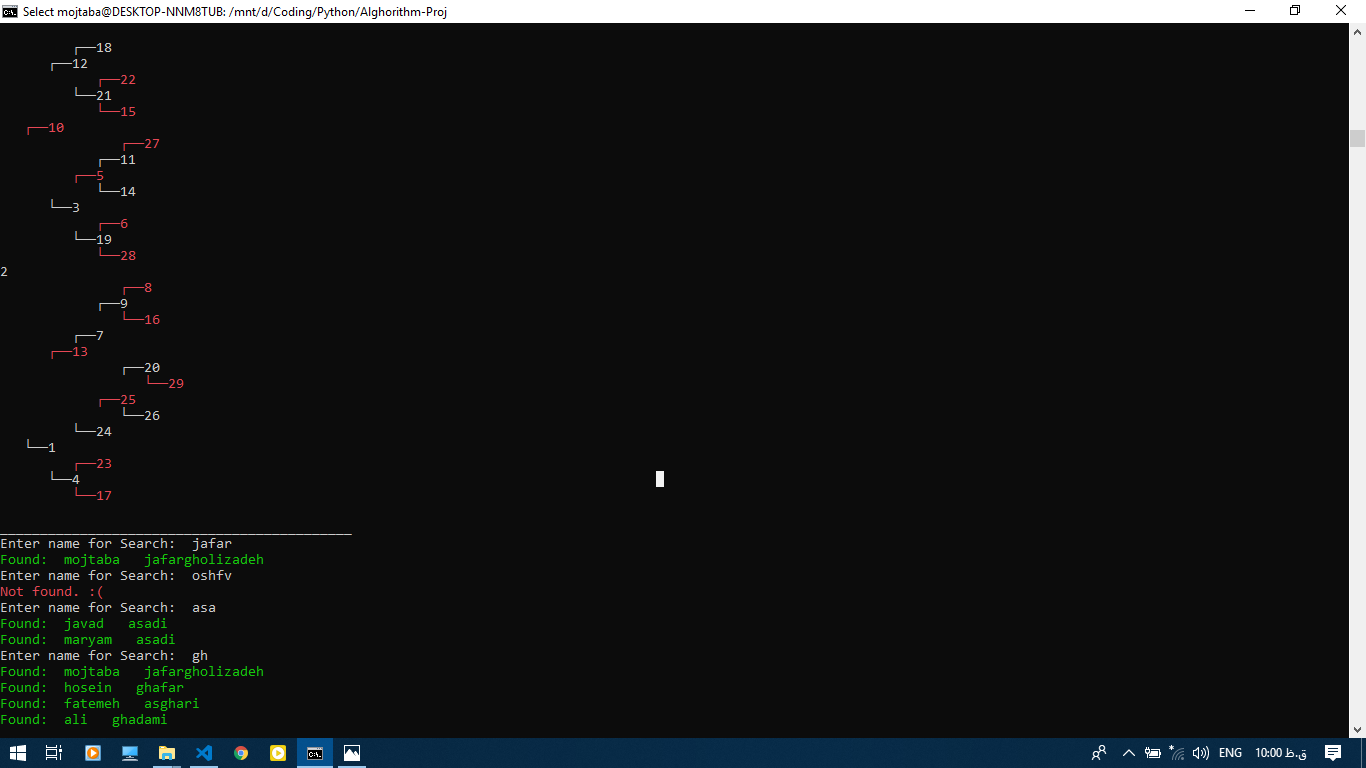 Select mojtaba@DESKTOP-NNM8TUB: /mnt/d/Coding/Python/Alghorithm-Proj
┌──18
┌──12
┌──22
└──21
└──15
┌──10
┌──27
┌──11
┌──5
└──14
└──3
┌──6
└──19
└──28
2
┌──8
┌──9
└──16
┌──7
┌──13
┌──20
└──29
┌──25
└──26
└──24
└──1
┌──23
└──4
└──17
____________________________________________
Enter name for Search:  jafar
Found:  mojtaba   jafargholizadeh
Enter name for Search:  oshfv
Not found. :(
Enter name for Search:  asa
Found:  javad   asadi
Found:  maryam   asadi
Enter name for Search:  gh
Found:  mojtaba   jafargholizadeh
Found:  hosein   ghafar
Found:  fatemeh   asghari
Found:  ali   ghadami
ENG 10:00 ق.ظ